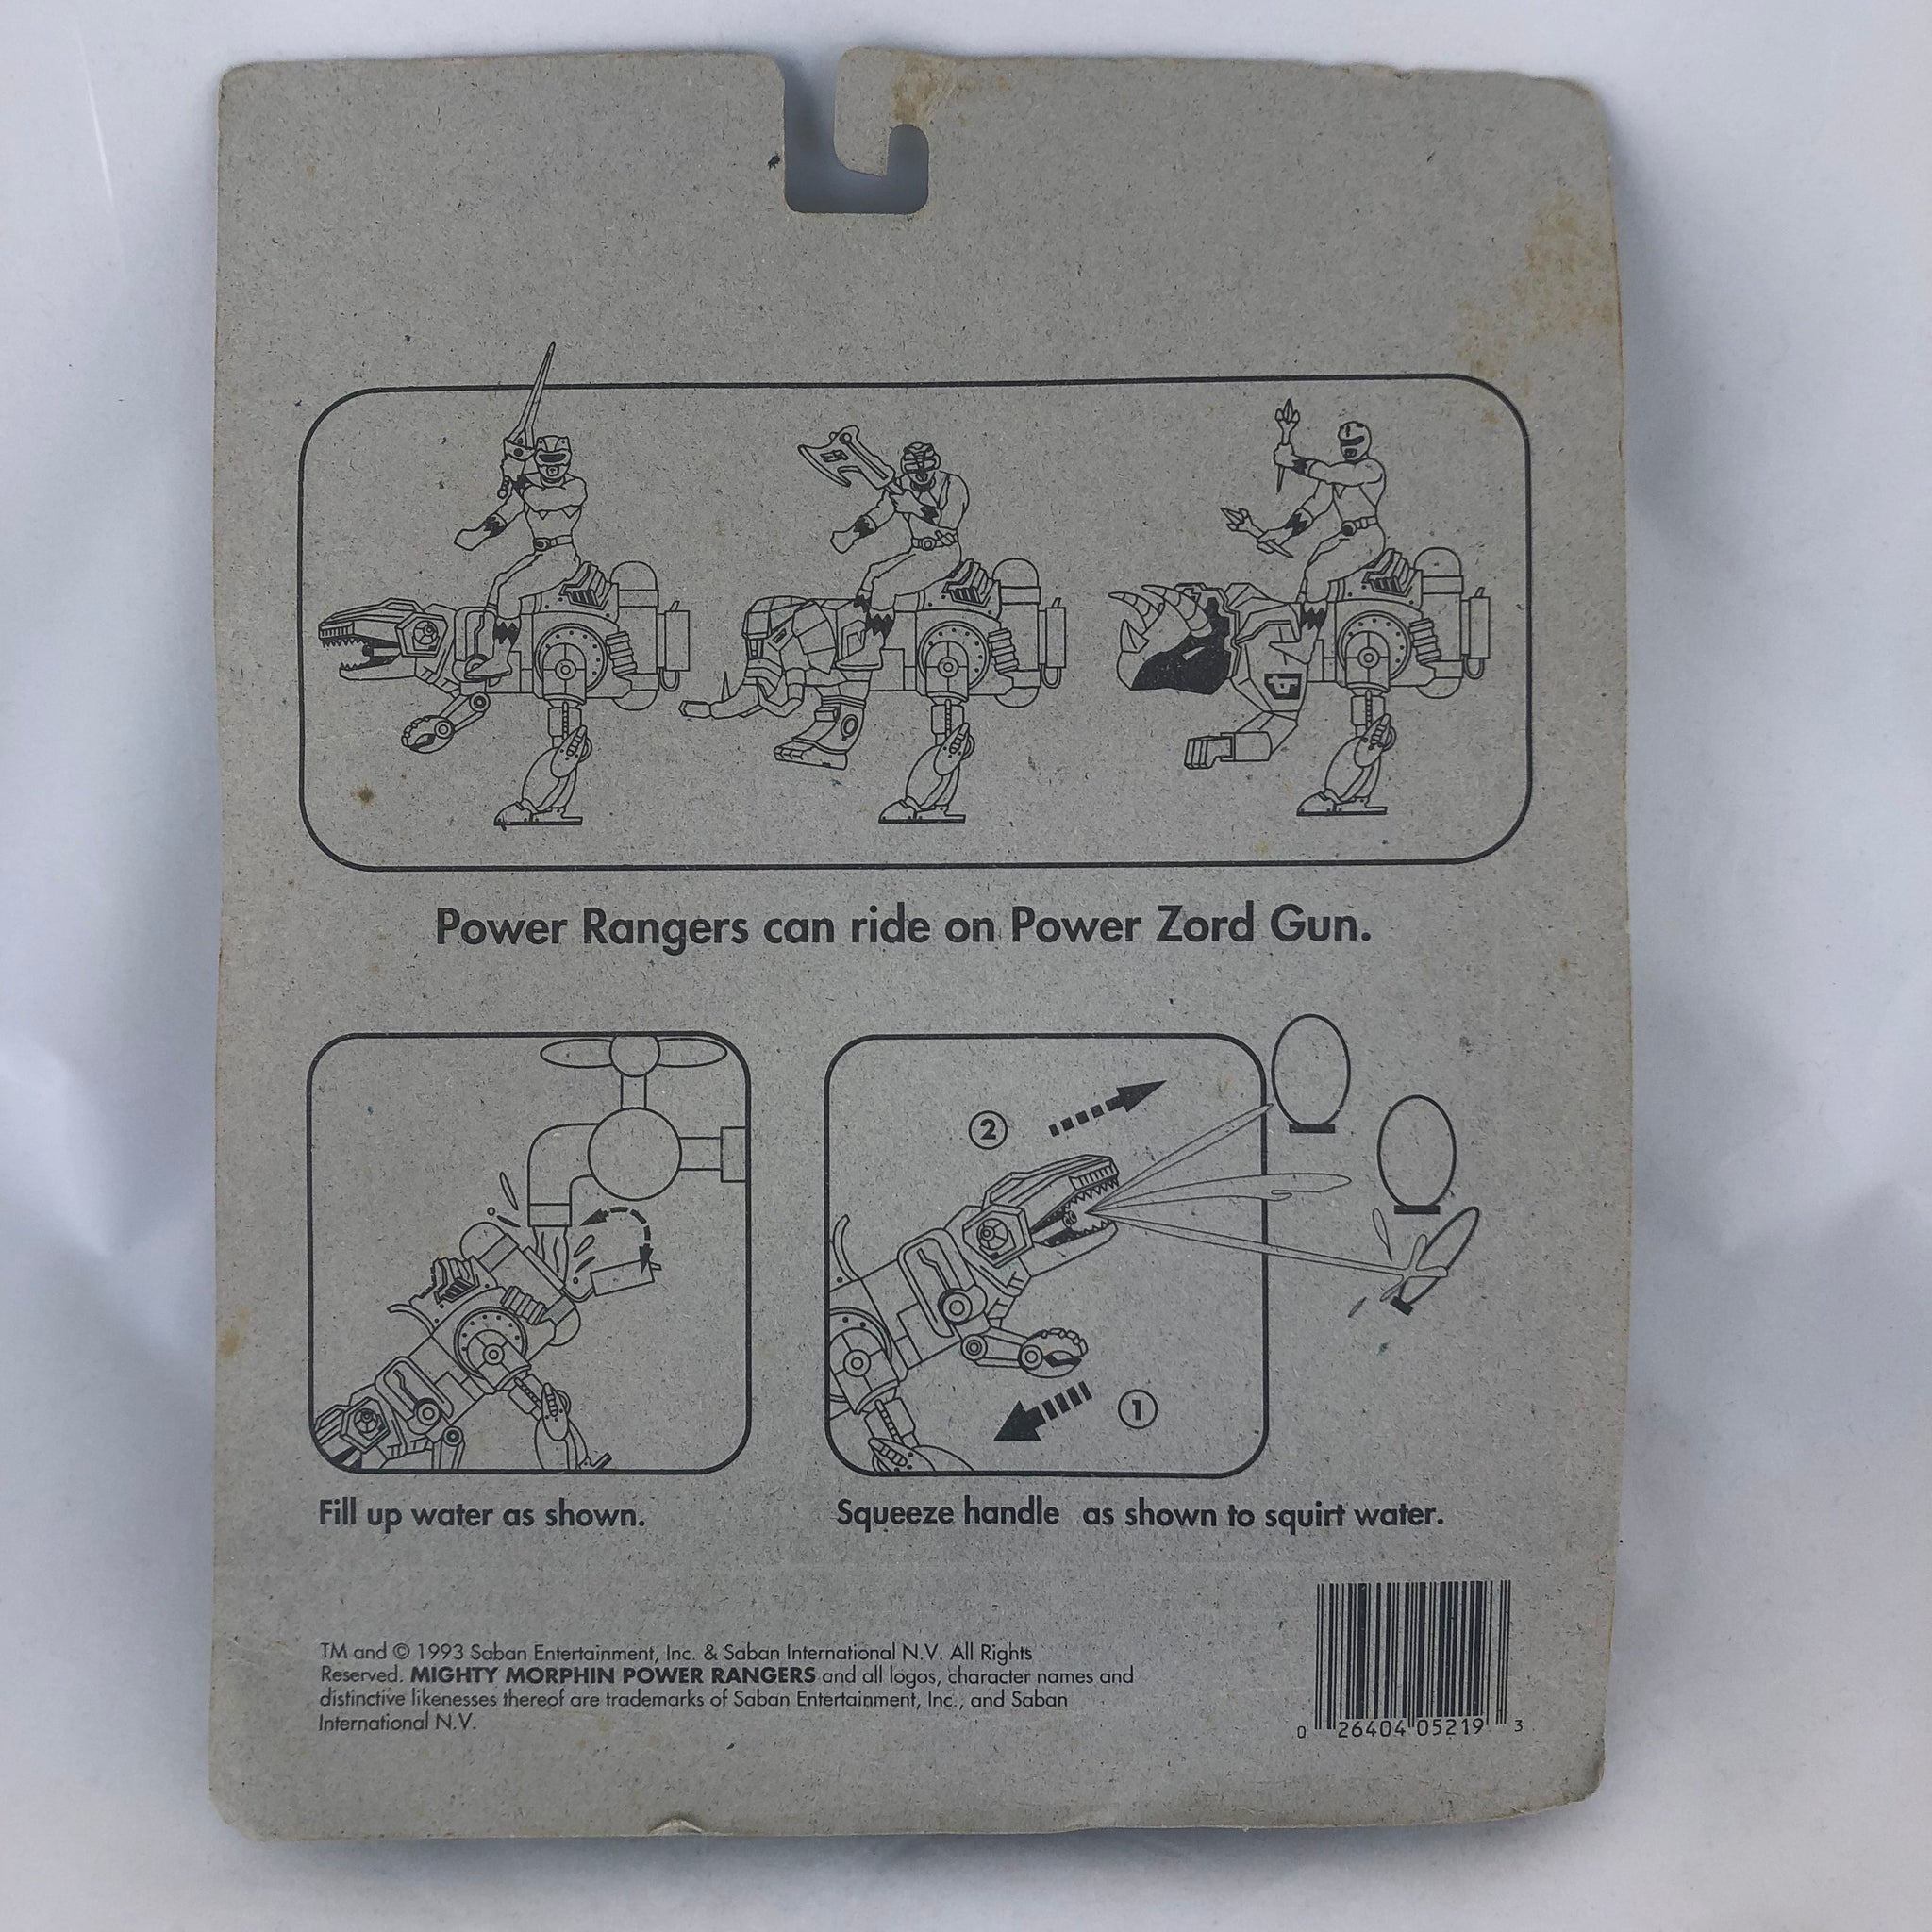 Power Rangers can ride on Power Zord Gun.
2
1
Fill up water as shown.
Squeeze handle as shown to squirt water.
TM and © 1993 Saban Entertainment, Inc. & Saban International N.V. All Rights
Reserved. MIGHTY MORPHIN POWER RANGERS and all logos, character names and
distinctive likenesses thereof are trademarks of Saban Entertainment, Inc., and Saban
International N.V.
0 26404 05219 3